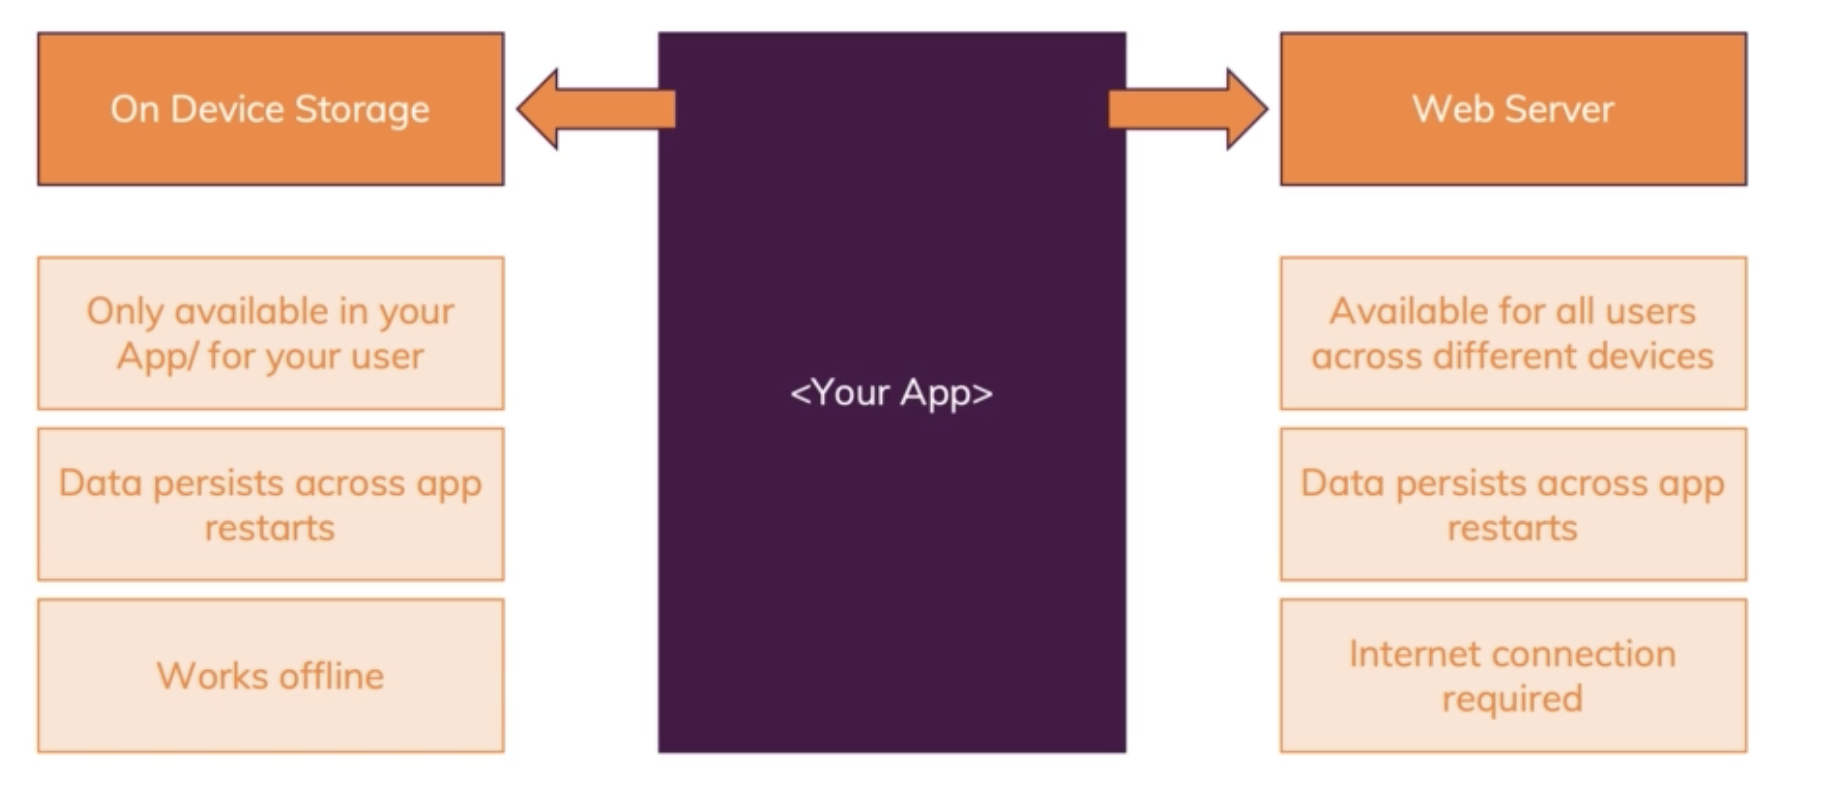 On Device Storage
Only available in your
App/ for your user
Data persists across app
restarts
Works offline
<Your App>
Web Server
Available for all users
across different devices
Data persists across app
restarts
Internet connection
required